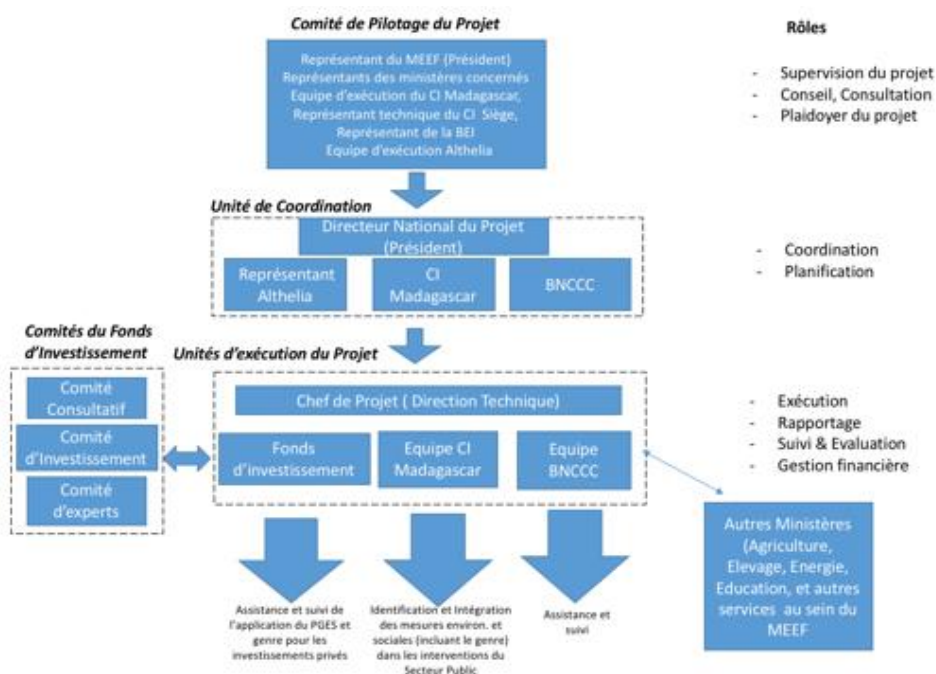 Comité de Pilotage du Projet
Représentant du MEEF (Président)
Représentants des ministères concernés
Equipe d'exécution du CI Madagascar,
Représentant technique du CI Siège,
Représentant de la BEI
Equipe d'exécution Althelia
Rôles
- Supervision du projet
- Conseil, Consultation
- Plaidoyer du projet
Unité de Coordination
Directeur National du Projet
(Président)
Représentant
Althelia
CI
Madagascar
BNCCC
- Coordination
- Planification
Comités du Fonds
d'Investissement
Comité
Consultatif
Comité
d'Investissement
Comité
d'experts
Unités d'exécution du Projet
Chef de Projet ( Direction Technique)
Fonds
d'investissement
Equipe CI
Madagascar
Equipe
BNCCC
- Exécution
- Rapportage
- Suivi & Evaluation
- Gestion financière
Autres Ministères
(Agriculture,
Elevage, Energie,
Education, et autres
services au sein du
MEEF
Assistance et suivi de
l'application du PGES et
genre pour les
investissements privés
Identification et Intégration
des mesures environ. et
sociales (incluant le genre)
dans les interventions du
Secteur Public
Assistance et
suivi